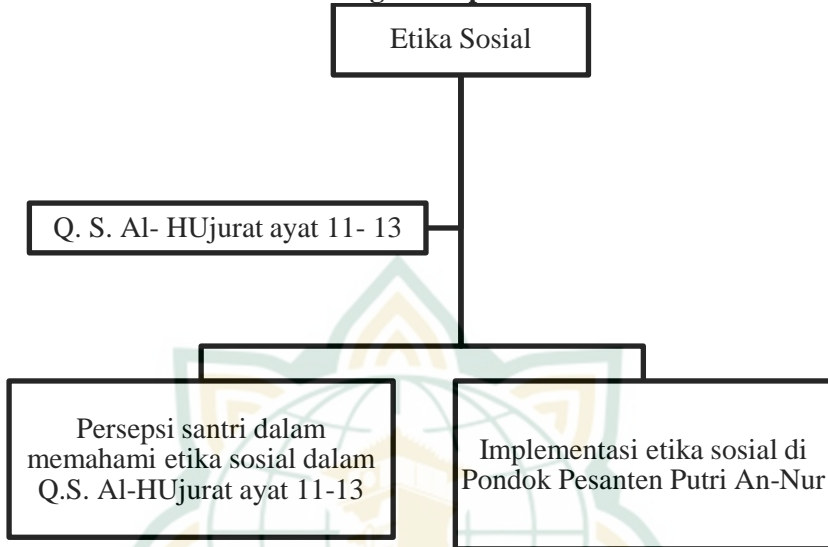 Etika Sosial
Q. S. Al- HUjurat ayat 11- 13
Persepsi santri dalam
memahami etika sosial dalam
Q.S. Al-HUjurat ayat 11-13
Implementasi etika sosial di
Pondok Pesanten Putri An-Nur